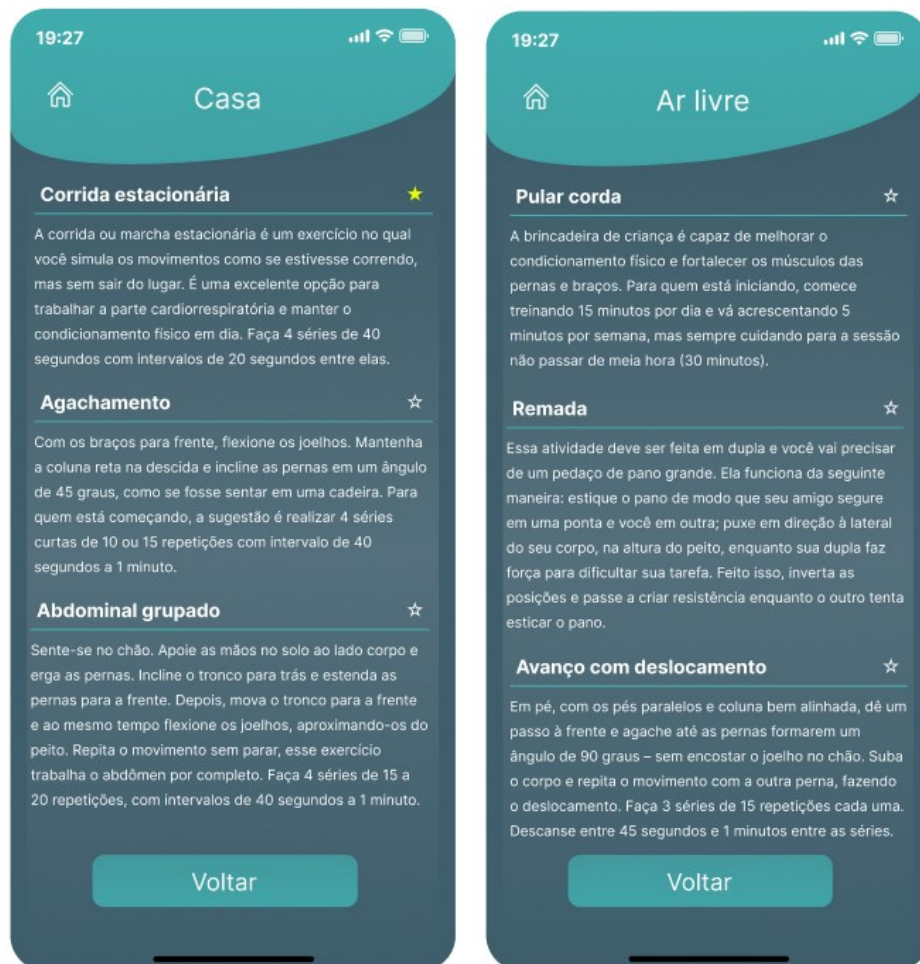 19:27
Casa
Corrida estacionária
A corrida ou marcha estacionária é um exercício no qual
você simula os movimentos como se estivesse correndo,
mas sem sair do lugar. É uma excelente opção para
trabalhar a parte cardiorrespiratória e manter o
condicionamento físico em dia. Faça 4 séries de 40
segundos com intervalos de 20 segundos entre elas.
Agachamento
Com os braços para frente, flexione os joelhos. Mantenha
a coluna reta na descida e incline as pernas em um ângulo
de 45 graus, como se fosse sentar em uma cadeira. Para
quem está começando, a sugestão é realizar 4 séries
curtas de 10 ou 15 repetições com intervalo de 40
segundos a 1 minuto.
Abdominal grupado
Sente-se no chão. Apoie as mãos no solo ao lado corpo e
erga as pernas. Incline o tronco para trás e estenda as
pernas para a frente. Depois, mova o tronco para a frente
e ao mesmo tempo flexione os joelhos, aproximando-os do
peito. Repita o movimento sem parar, esse exercício
trabalha o abdômen por completo. Faça 4 séries de 15 a
20 repetições, com intervalos de 40 segundos a 1 minuto.
Voltar
19:27
Ar livre
Pular corda
A brincadeira de criança é capaz de melhorar o
condicionamento físico e fortalecer os músculos das
pernas e braços. Para quem está iniciando, comece
treinando 15 minutos por dia e vá acrescentando 5
minutos por semana, mas sempre cuidando para a sessão
não passar de meia hora (30 minutos).
Remada
Essa atividade deve ser feita em dupla e você vai precisar
de um pedaço de pano grande. Ela funciona da seguinte
maneira: estique o pano de modo que seu amigo segure
em uma ponta e você em outra; puxe em direção à lateral
do seu corpo, na altura do peito, enquanto sua dupla faz
força para dificultar sua tarefa. Feito isso, inverta as
posições e passe a criar resistência enquanto o outro tenta
esticar o pano.
Avanço com deslocamento
Em pé, com os pés paralelos e coluna bem alinhada, dê um
passo à frente e agache até as pernas formarem um
ângulo de 90 graus – sem encostar o joelho no chão. Suba
o corpo e repita o movimento com a outra perna, fazendo
o deslocamento. Faça 3 séries de 15 repetições cada uma.
Descanse entre 45 segundos e 1 minutos entre as séries.
Voltar